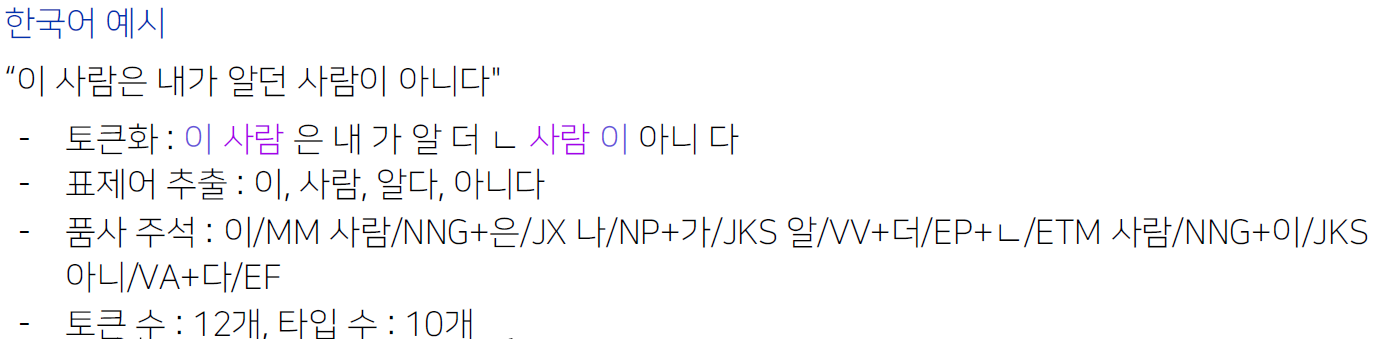 한국어 예시
“이 사람은 내가 알던 사람이 아니다"
- 토큰화 : 이 사람 은 내 가 알 더 ㄴ 사람 이 아니 다
- 표제어 추출 : 이, 사람, 알다, 아니다
- 품사 주석 : 이/MM 사람/NNG+은/JX 나/NP+가/JKS 알/VV+더/EP+ㄴ/ETM 사람/NNG+이/JKS
아니/VA+다/EF
- 토큰 수 : 12개, 타입 수 : 10개